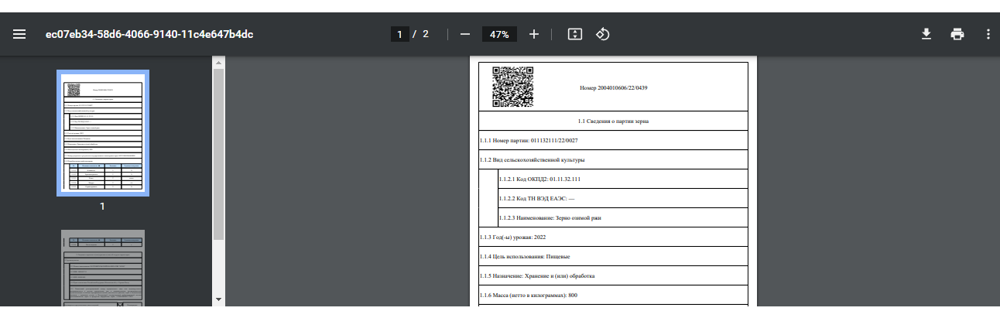 ec07eb34-58d6-4066-9140-11c4e647b4dc
1 / 2
47%
1
Номер 2004010606/22/0439
1.1 Сведения о партии зерна
1.1.1 Номер партии: 011132111/22/0027
1.1.2 Вид сельскохозяйственной культуры
1.1.2.1 Код ОКПД2: 01.11.32.111
1.1.2.2 Код ТН ВЭД ЕАЭС: —
1.1.2.3 Наименование: Зерно озимой ржи
1.1.3 Год(-ы) урожая: 2022
1.1.4 Цель использования: Пищевые
1.1.5 Назначение: Хранение и (или) обработка
1.1.6 Масса (нетто в килограммах): 800